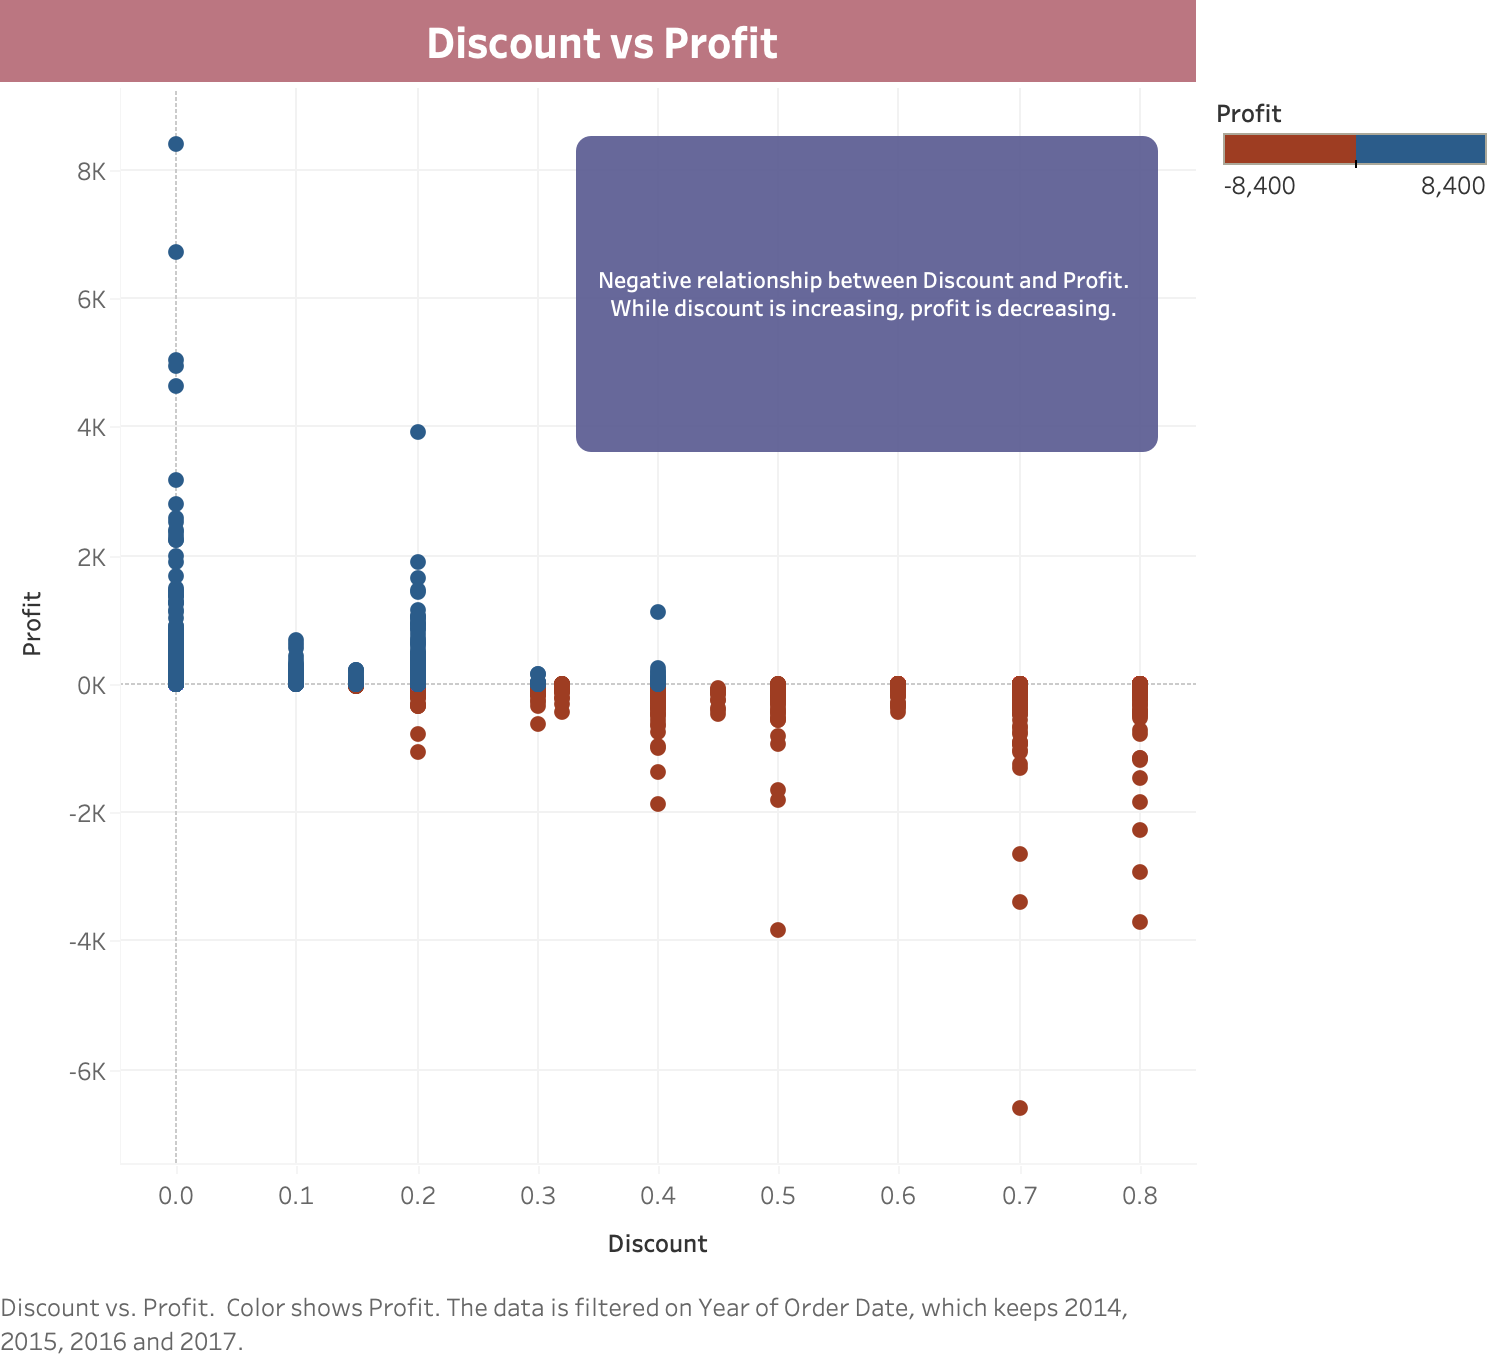 Discount vs Profit
Profit
-8,400 8,400
Negative relationship between Discount and Profit.
While discount is increasing, profit is decreasing.
8K
6K
4K
2K
0K
-2K
-4K
-6K
Profit
0.0 0.1 0.2 0.3 0.4 0.5 0.6 0.7 0.8
Discount
Discount vs. Profit.  Color shows Profit. The data is filtered on Year of Order Date, which keeps 2014,
2015, 2016 and 2017.